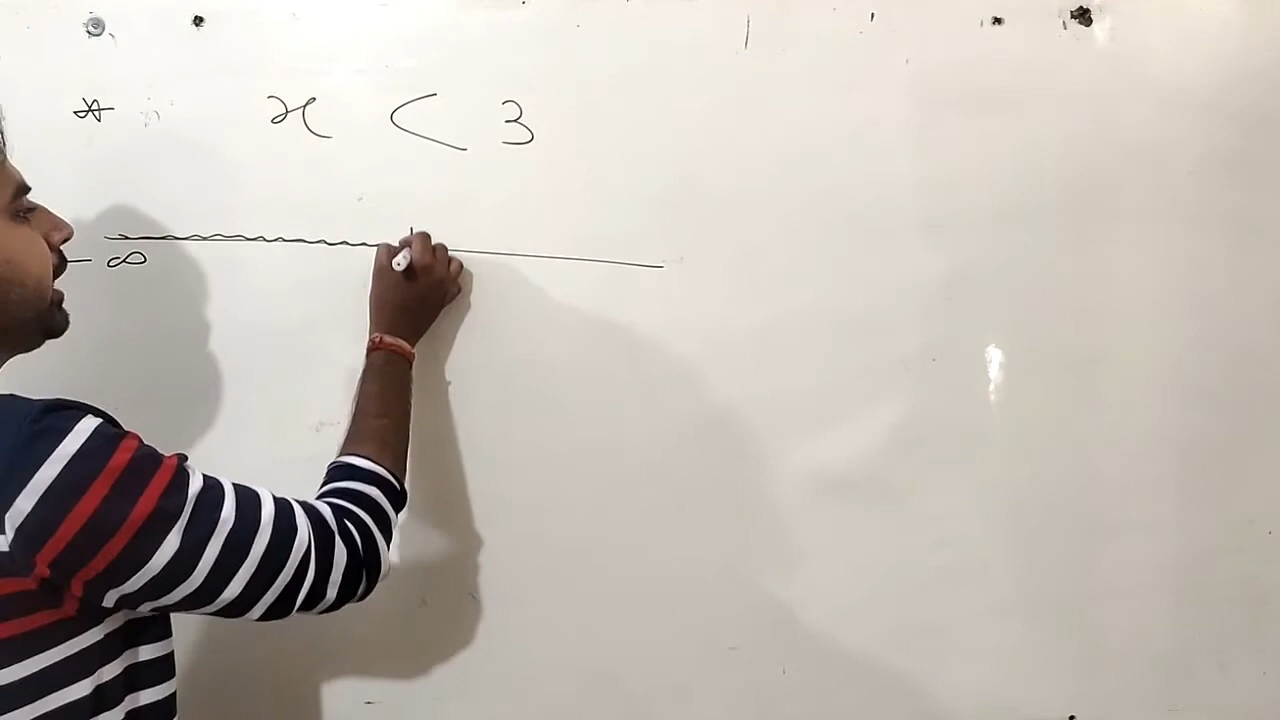 * x < 3
- ∞